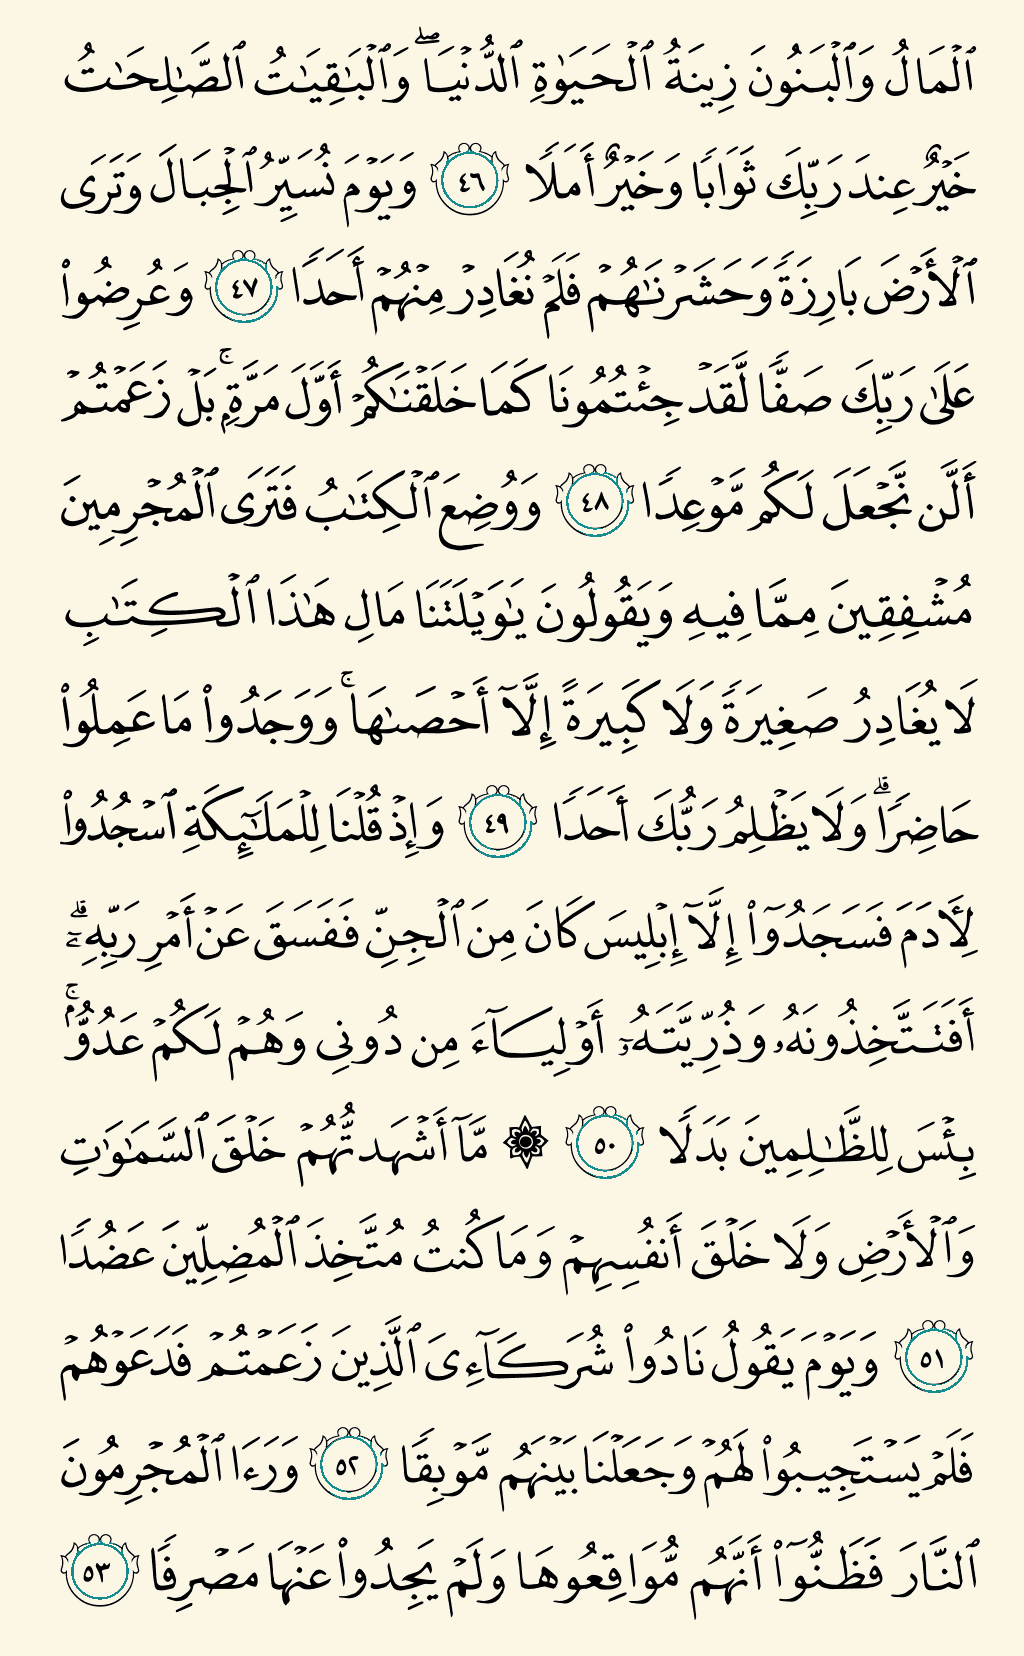 ٱلۡمَالُ وَٱلۡبَنُونَ زِينَةُ ٱلۡحَيَوٰةِ ٱلدُّنۡيَاۖ وَٱلۡبَٰقِيَٰتُ ٱلصَّٰلِحَٰتُ
خَيۡرٌ عِندَ رَبِّكَ ثَوَابٗا وَخَيۡرٌ أَمَلٗا ٤٦ وَيَوۡمَ نُسَيِّرُ ٱلۡجِبَالَ وَتَرَى
ٱلۡأَرۡضَ بَارِزَةٗ وَحَشَرۡنَٰهُمۡ فَلَمۡ نُغَادِرۡ مِنۡهُمۡ أَحَدٗا ٤٧ وَعُرِضُواْ
عَلَىٰ رَبِّكَ صَفّٗا لَّقَدۡ جِئۡتُمُونَا كَمَا خَلَقۡنَٰكُمۡ أَوَّلَ مَرَّةِۭۚ بَلۡ زَعَمۡتُمۡ
أَلَّن نَّجۡعَلَ لَكُم مَّوۡعِدٗا ٤٨ وَوُضِعَ ٱلۡكِتَٰبُ فَتَرَى ٱلۡمُجۡرِمِينَ
مُشۡفِقِينَ مِمَّا فِيهِ وَيَقُولُونَ يَٰوَيۡلَتَنَا مَالِ هَٰذَا ٱلۡكِتَٰبِ
لَا يُغَادِرُ صَغِيرَةٗ وَلَا كَبِيرَةً إِلَّآ أَحۡصَىٰهَاۚ وَوَجَدُواْ مَا عَمِلُواْ
حَاضِرٗاۗ وَلَا يَظۡلِمُ رَبُّكَ أَحَدٗا ٤٩ وَإِذۡ قُلۡنَا لِلۡمَلَٰٓئِكَةِ ٱسۡجُدُواْ
لِأٓدَمَ فَسَجَدُوٓاْ إِلَّآ إِبۡلِيسَ كَانَ مِنَ ٱلۡجِنِّ فَفَسَقَ عَنۡ أَمۡرِ رَبِّهِۦٓۗ
أَفَتَتَّخِذُونَهُۥ وَذُرِّيَّتَهُۥٓ أَوۡلِيَآءَ مِن دُونِي وَهُمۡ لَكُمۡ عَدُوُّۢۚ
بِئۡسَ لِلظَّٰلِمِينَ بَدَلٗا ٥٠ ۞ مَّآ أَشۡهَدتُّهُمۡ خَلۡقَ ٱلسَّمَٰوَٰتِ
وَٱلۡأَرۡضِ وَلَا خَلۡقَ أَنفُسِهِمۡ وَمَا كُنتُ مُتَّخِذَ ٱلۡمُضِلِّينَ عَضُدٗا
٥١ وَيَوۡمَ يَقُولُ نَادُواْ شُرَكَآءِيَ ٱلَّذِينَ زَعَمۡتُمۡ فَدَعَوۡهُمۡ
فَلَمۡ يَسۡتَجِيبُواْ لَهُمۡ وَجَعَلۡنَا بَيۡنَهُم مَّوۡبِقٗا ٥٢ وَرَءَا ٱلۡمُجۡرِمُونَ
ٱلنَّارَ فَظَنُّوٓاْ أَنَّهُم مُّوَاقِعُوهَا وَلَمۡ يَجِدُواْ عَنۡهَا مَصۡرِفٗا ٥٣